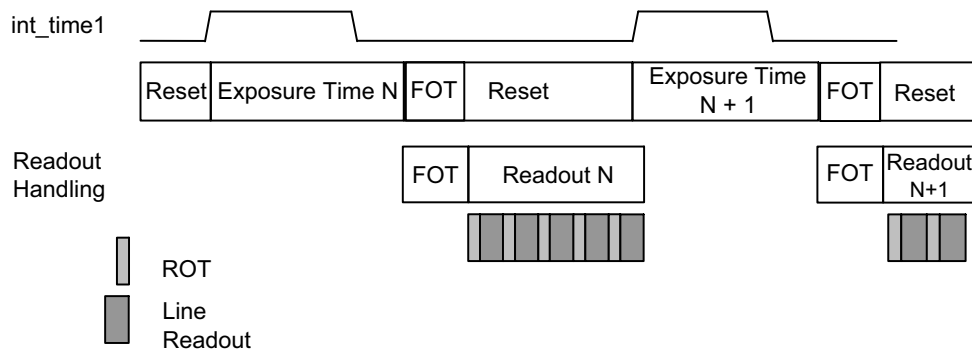 int_time1
Reset Exposure Time N FOT Reset Exposure Time N + 1 FOT Reset
Readout Handling FOT Readout N FOT Readout N+1
ROT
Line
Readout